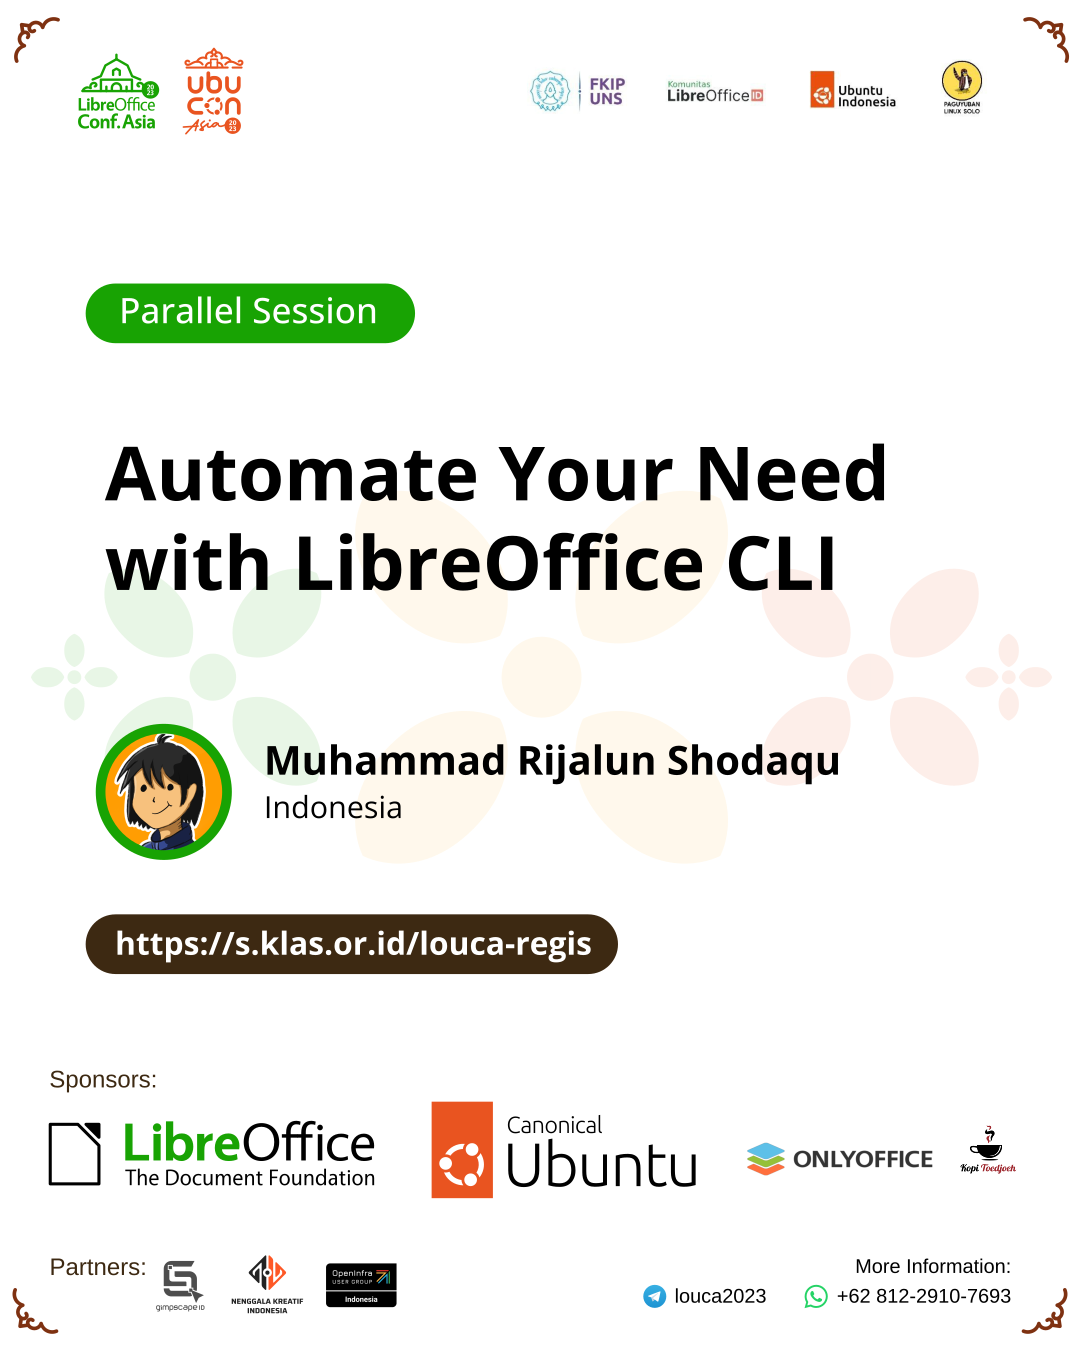 LibreOffice
Conf.Asia
2023
ubu
con
Asia
2023
FKIP
UNS
Komunitas
LibreOffice ID
Ubuntu
Indonesia
PAGUYUBAN
LINUX SOLO
Parallel Session
Automate Your Need
with LibreOffice CLI
Muhammad Rijalun Shodaqu
Indonesia
https://s.klas.or.id/louca-regis
Sponsors:
LibreOffice
The Document Foundation
Canonical
Ubuntu
ONLYOFFICE
Kopi Toedjoeh
Partners:
gimpscape ID
NENGGALA KREATIF
INDONESIA
OpenInfra
USER GROUP
Indonesia
More Information:
louca2023
+62 812-2910-7693